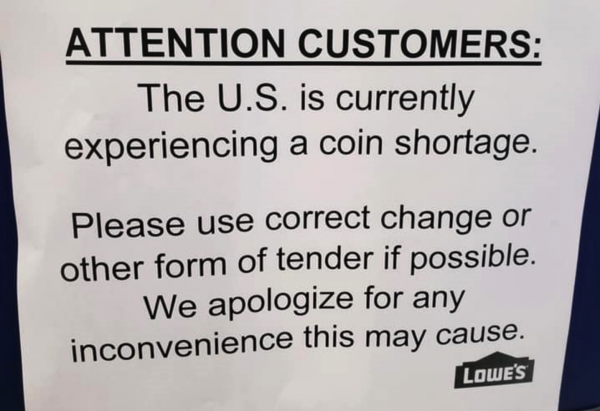 ATTENTION CUSTOMERS:
The U.S. is currently
experiencing a coin shortage.
Please use correct change or
other form of tender if possible.
We apologize for any
inconvenience this may cause.
LOWE'S